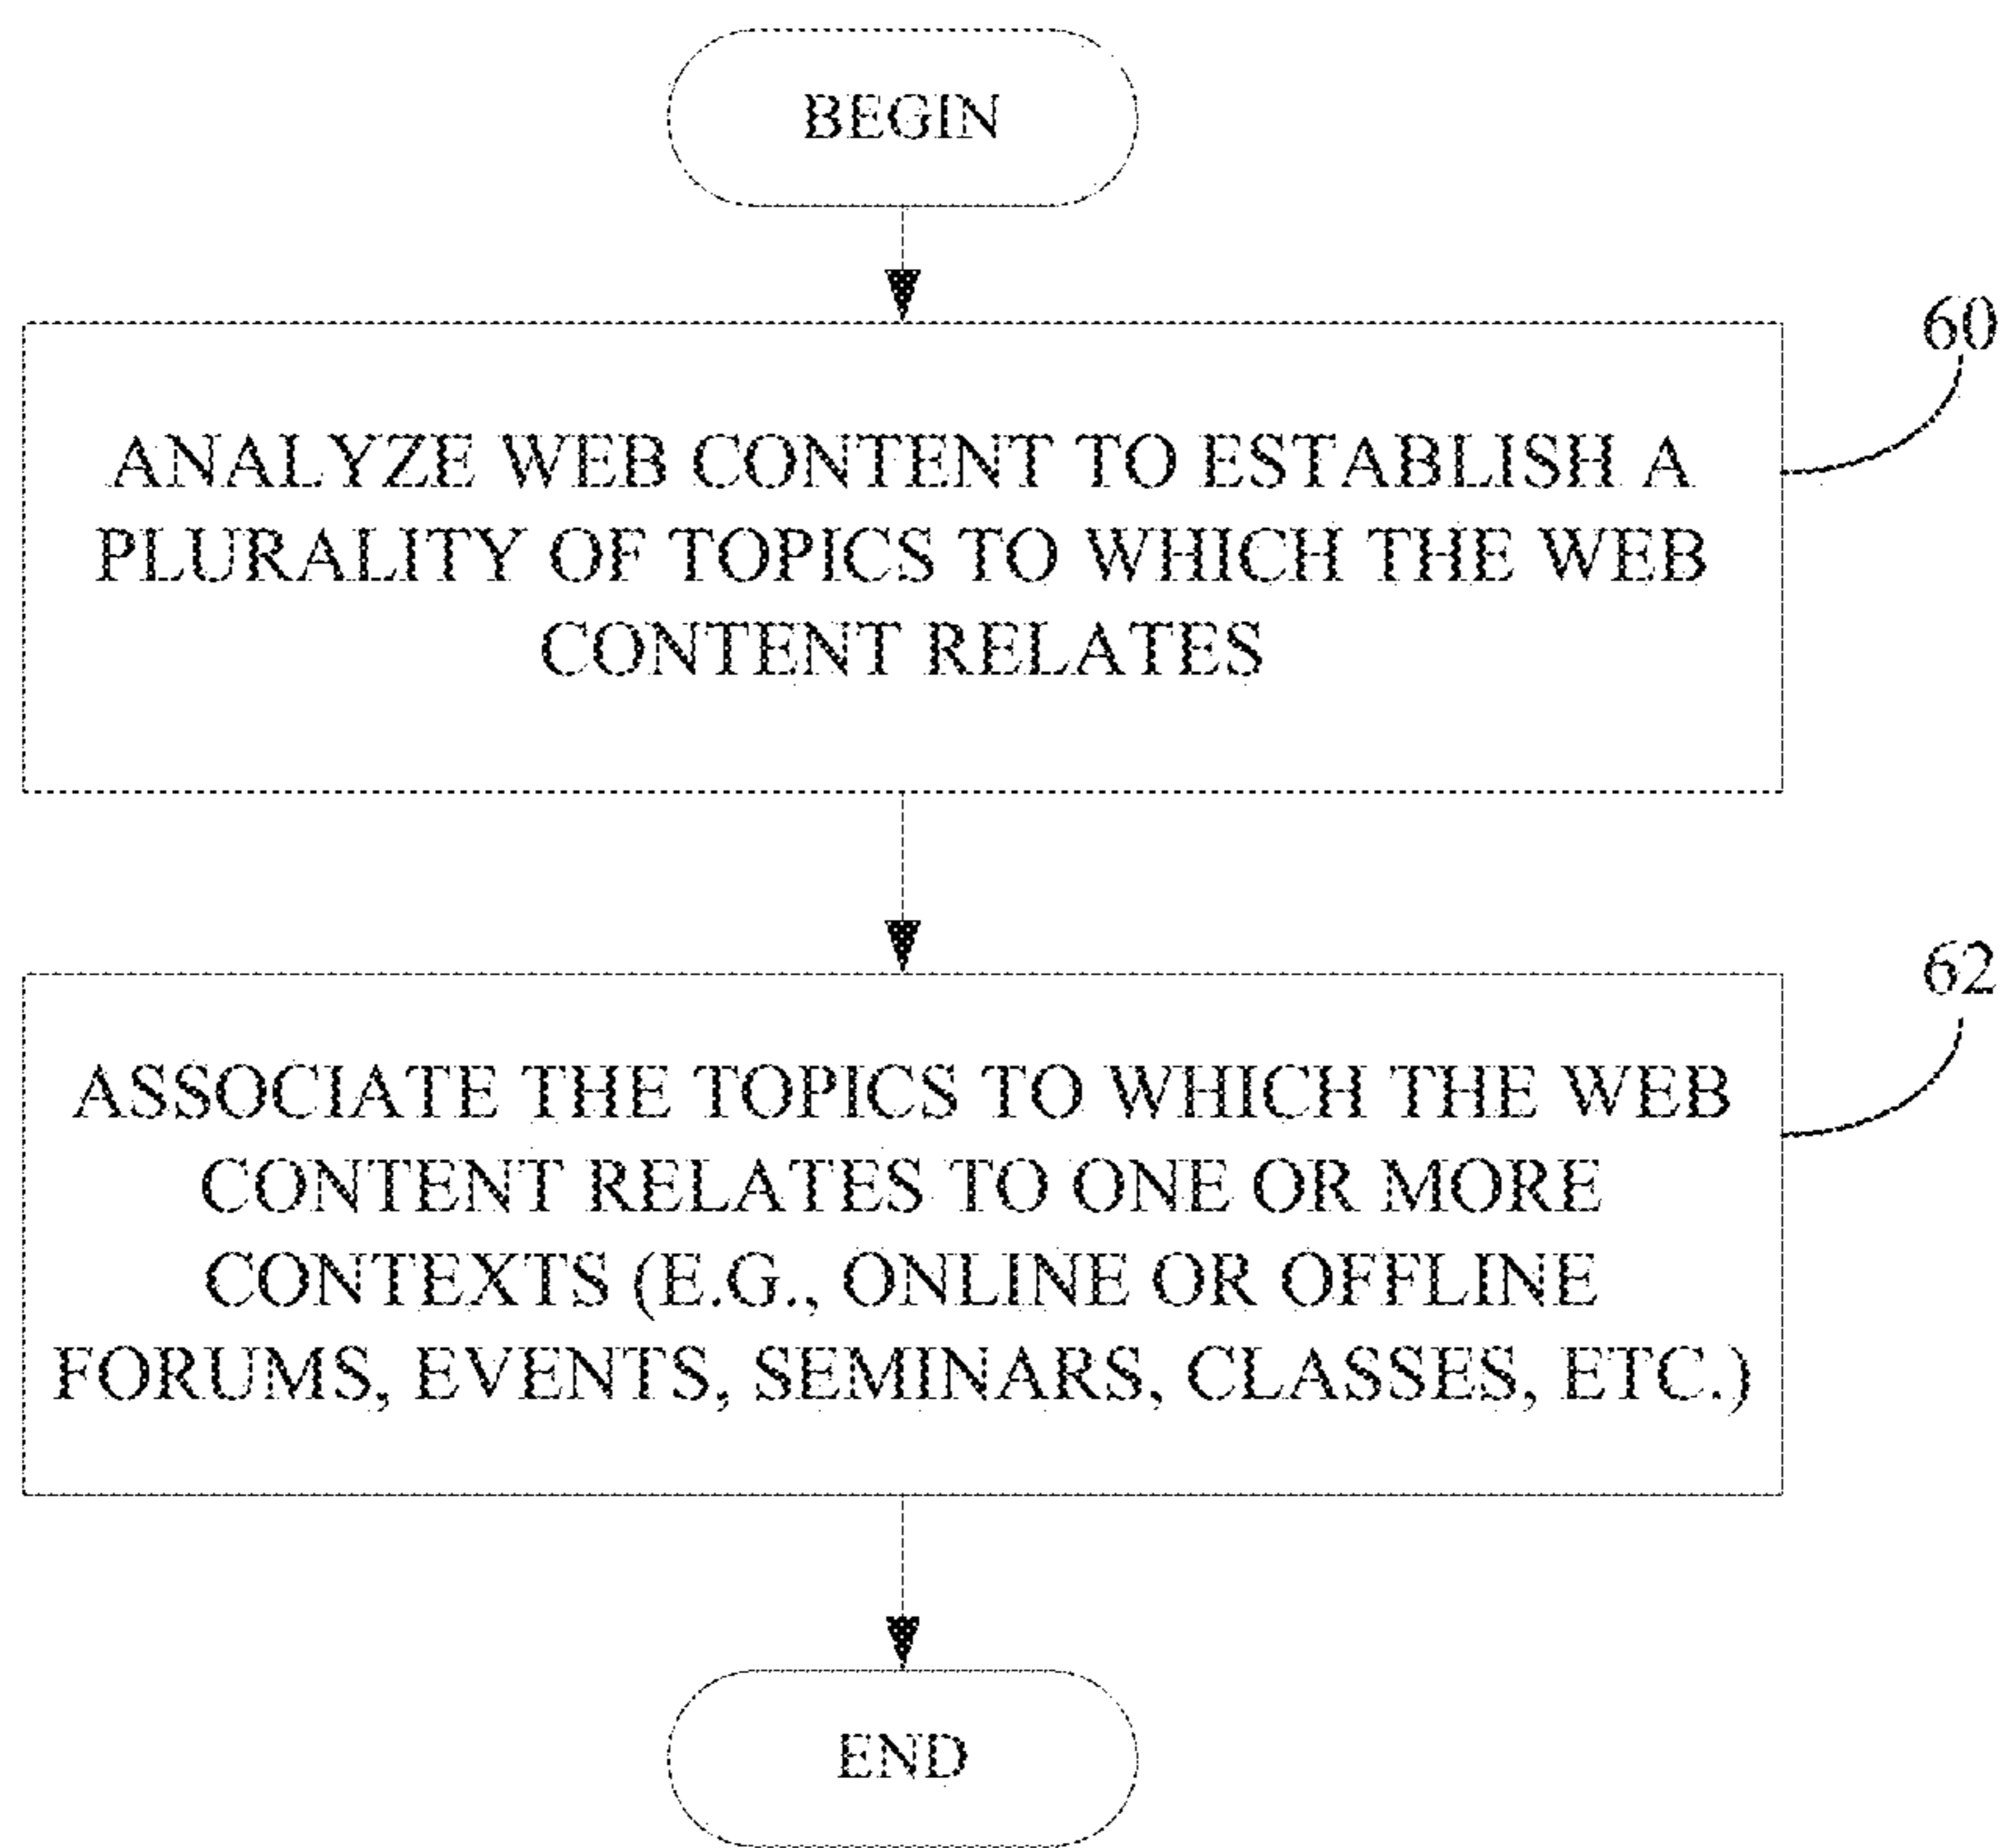 BEGIN
60
ANALYZE WEB CONTENT TO ESTABLISH A
PLURALITY OF TOPICS TO WHICH THE WEB
CONTENT RELATES
62
ASSOCIATE THE TOPICS TO WHICH THE WEB
CONTENT RELATES TO ONE OR MORE
CONTEXTS (E.G., ONLINE OR OFFLINE
FORUMS, EVENTS, SEMINARS, CLASSES, ETC.)
END